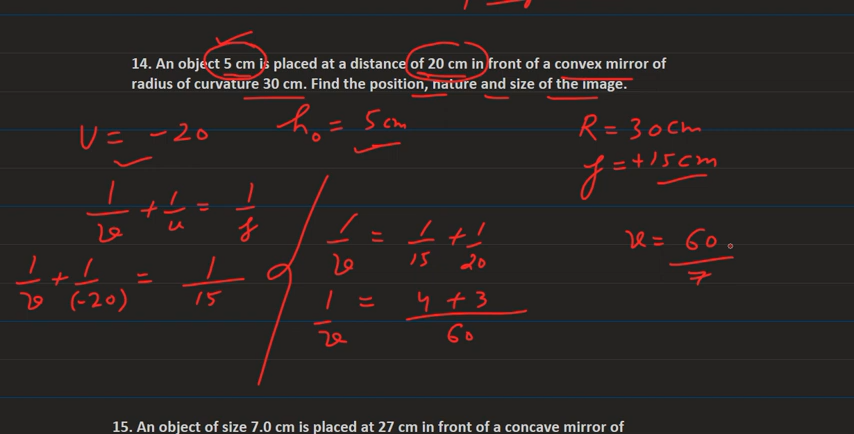 14. An object 5 cm is placed at a distance of 20 cm in front of a convex mirror of
radius of curvature 30 cm. Find the position, nature and size of the image.
U = -20
h₀ = 5 cm
R = 30 cm
f = +15 cm
1/v + 1/u = 1/f
1/v + 1/(-20) = 1/15
1/v = 1/15 + 1/20
1/v = (4 + 3)/60
v = 60/7
15. An object of size 7.0 cm is placed at 27 cm in front of a concave mirror of